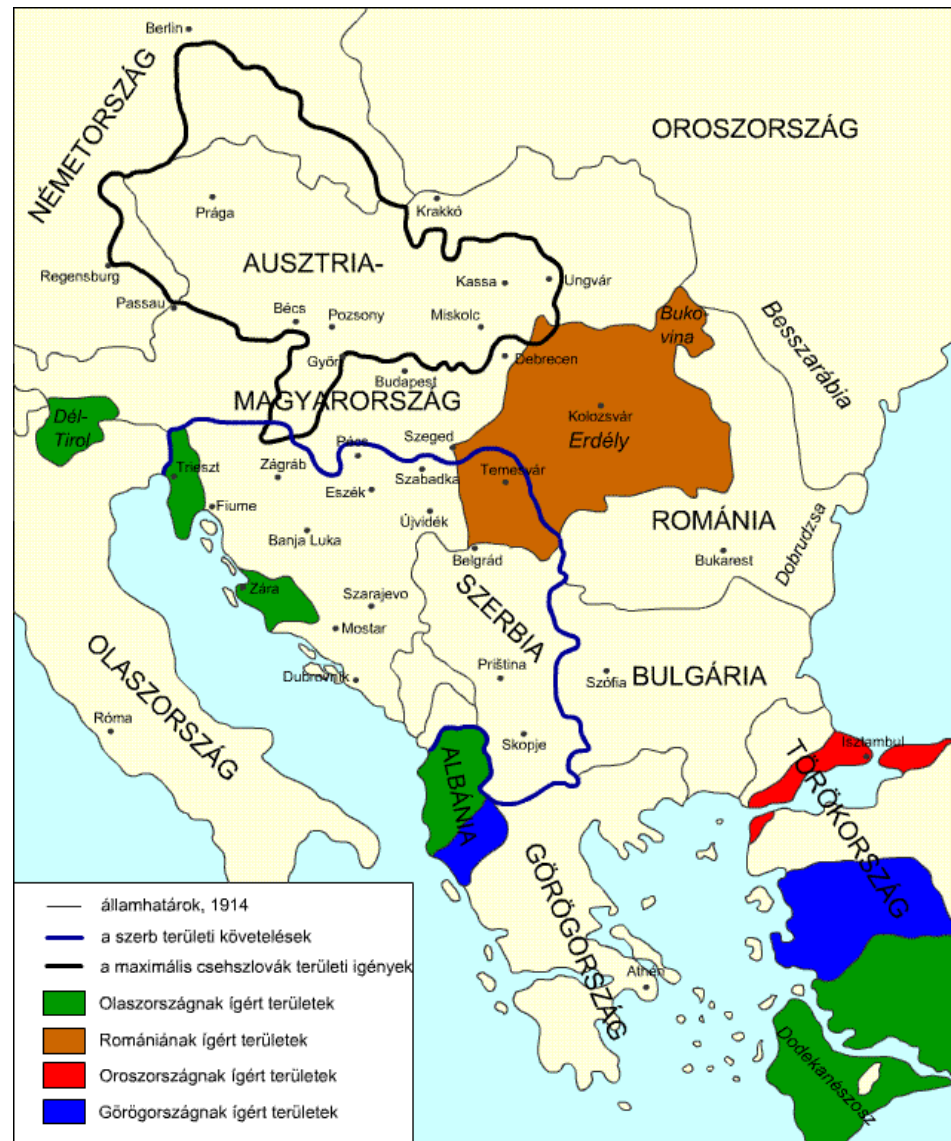 Berlin
NÉMETORSZÁG
OROSZORSZÁG
Prága
Krakkó
Regensburg
AUSZTRIA-
Kassa
Ungvár
Passau
Bécs
Pozsony
Miskolc
Buko-
vina
Besszarábia
Győr
Debrecen
Budapest
MAGYARORSZÁG
Dél-
Tirol
Kolozsvár
Erdély
Pécs
Szeged
Trieszt
Zágráb
Szabadka
Temesvár
Eszék
Fiume
Újvidék
ROMÁNIA
Dobrudzsa
Banja Luka
Belgrád
Bukarest
Zára
Szarajevo
SZERBIA
Mostar
OLASZORSZÁG
Dubrovnik
Priština
Szófia
BULGÁRIA
Róma
Skopje
Isztambul
ALBÁNIA
TÖRÖKORSZÁG
GÖRÖGORSZÁG
Athén
Dodekanészosz
államhatárok, 1914
a szerb területi követelések
a maximális csehszlovák területi igények
Olaszországnak ígért területek
Romániának ígért területek
Oroszországnak ígért területek
Görögországnak ígért területek